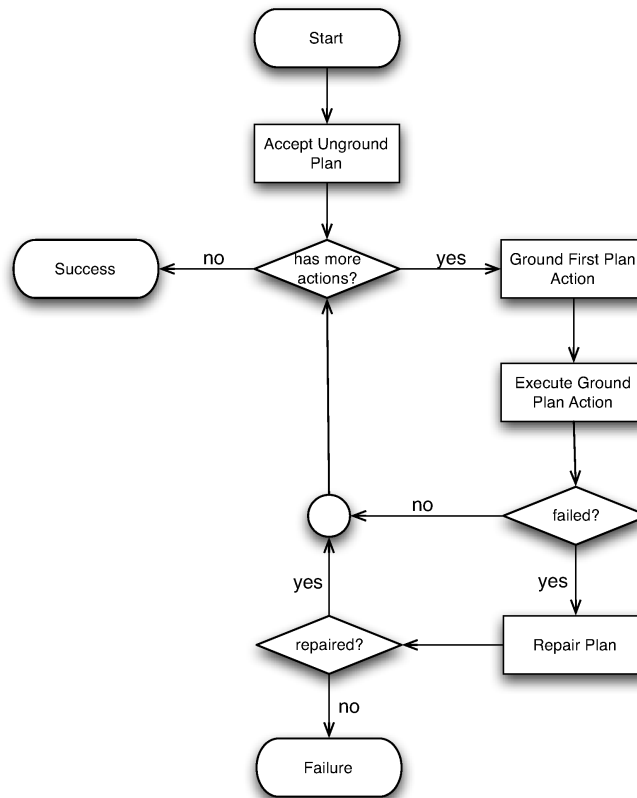 Start
Accept Unground
Plan
has more
actions?
no
Success
yes
Ground First Plan
Action
Execute Ground
Plan Action
failed?
no
yes
Repair Plan
repaired?
yes
no
Failure